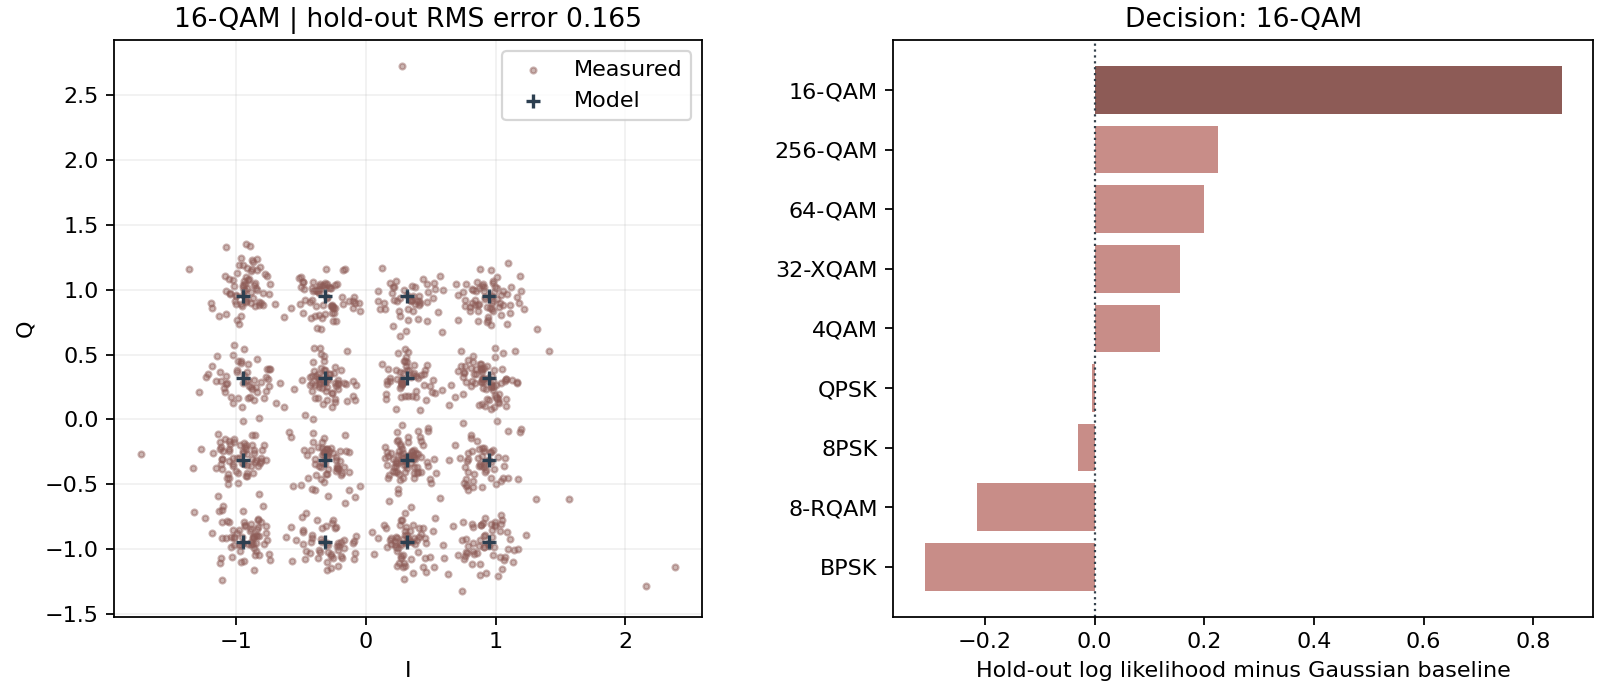 16-QAM | hold-out RMS error 0.165
Measured
Model
Q
2.5
2.0
1.5
1.0
0.5
0.0
−0.5
−1.0
−1.5
−1
0
1
2
I
Decision: 16-QAM
16-QAM
256-QAM
64-QAM
32-XQAM
4QAM
QPSK
8PSK
8-RQAM
BPSK
−0.2
0.0
0.2
0.4
0.6
0.8
Hold-out log likelihood minus Gaussian baseline